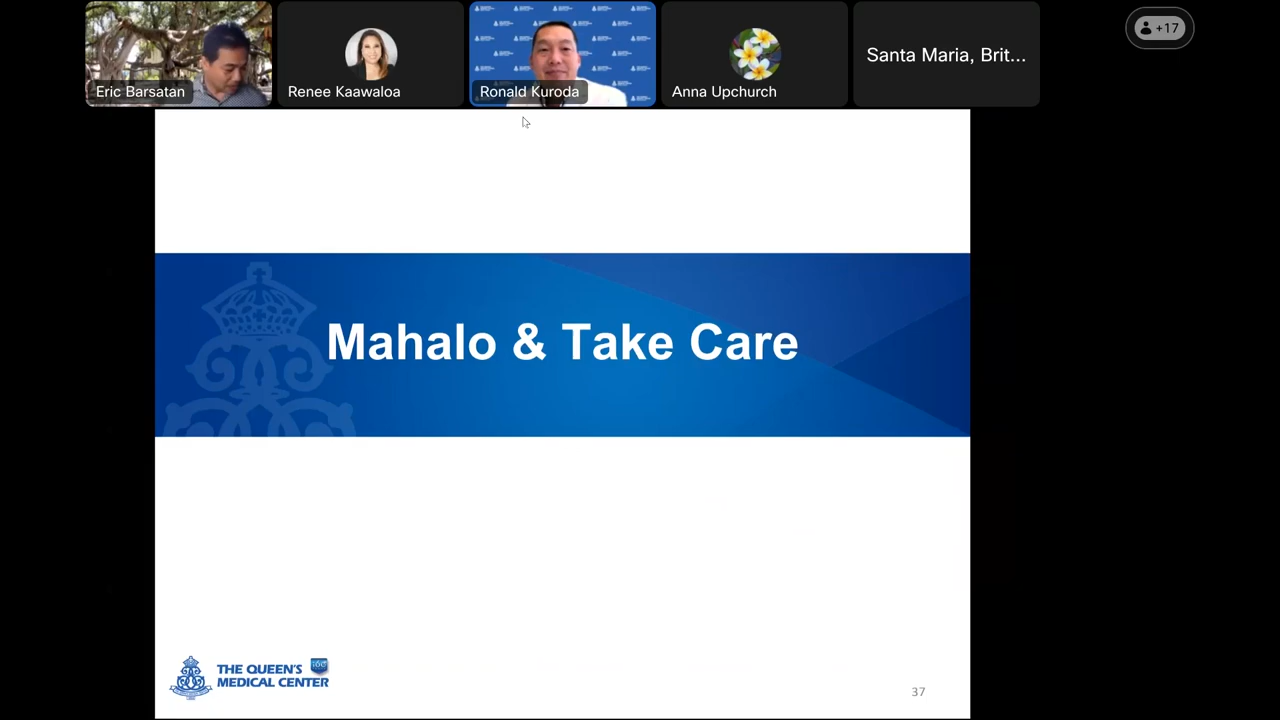 Eric Barsatan
Renee Kaawaloa
Ronald Kuroda
Anna Upchurch
Santa Maria, Brit...
+17
Mahalo & Take Care
THE QUEEN'S
MEDICAL CENTER
160
37